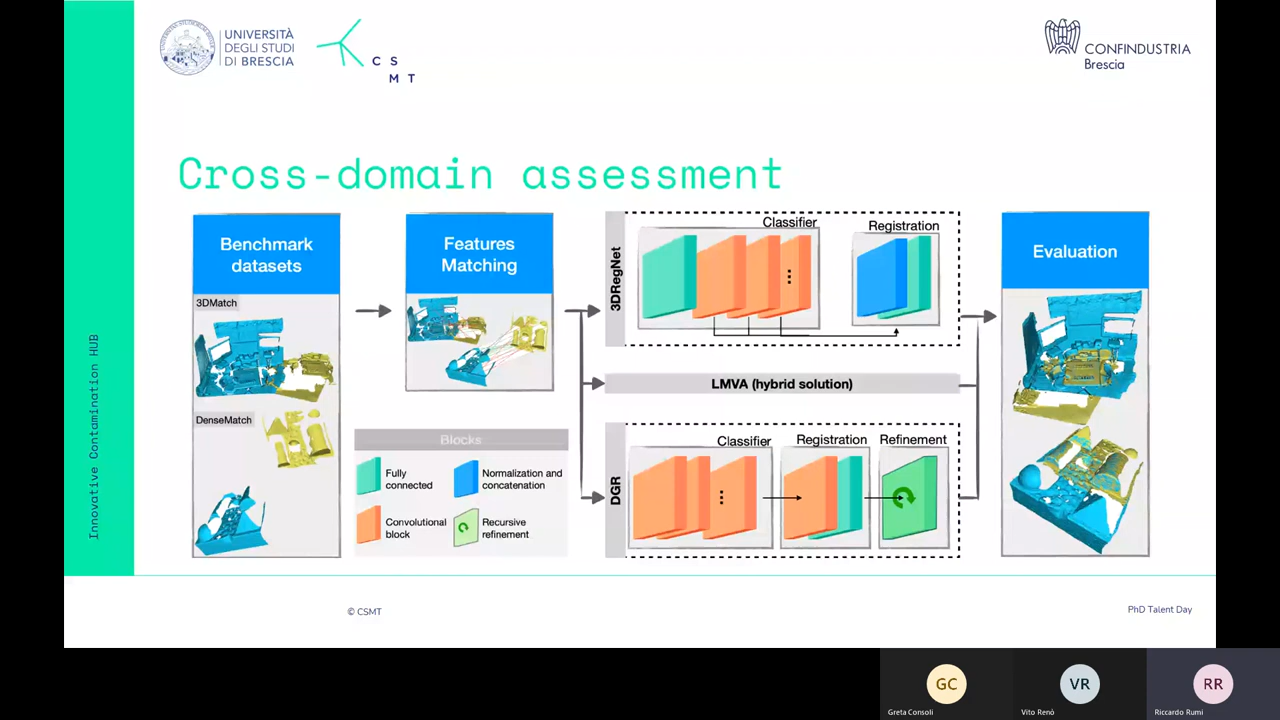 UNIVERSITÀ
DEGLI STUDI
DI BRESCIA
C S
M T
CONFINDUSTRIA
Brescia
Innovative Contamination HUB
Cross-domain assessment
Benchmark
datasets
3DMatch
DenseMatch
Features
Matching
Blocks
Fully
connected
Normalization and
concatenation
Convolutional
block
Recursive
refinement
3DRegNet
Classifier
Registration
LMVA (hybrid solution)
DGR
Classifier
Registration
Refinement
Evaluation
© CSMT
PhD Talent Day
GC
Greta Consoli
VR
Vito Renò
RR
Riccardo Rumi